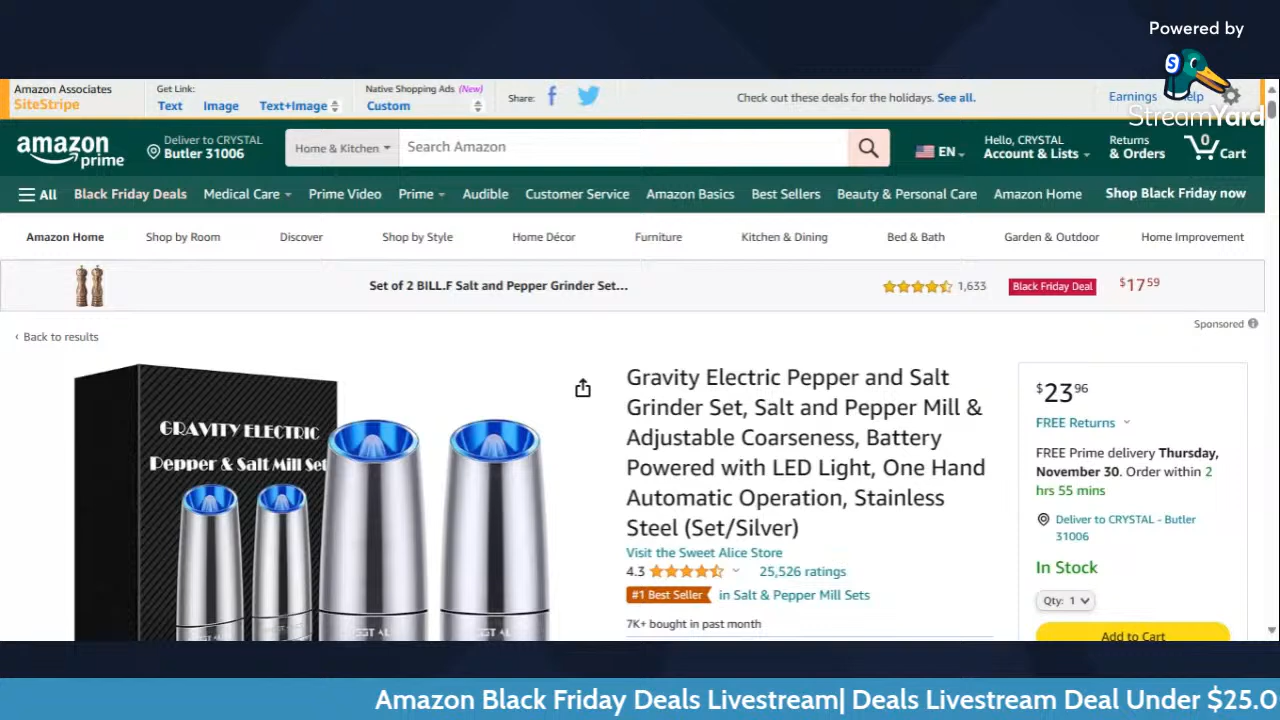 Powered by
StreamYard
Amazon Associates
SiteStripe
Get Link:
Text Image Text+Image
Native Shopping Ads (New)
Custom
Share:
Check out these deals for the holidays. See all.
Earnings Help
amazon
prime
Deliver to CRYSTAL
Butler 31006
Home & Kitchen
Search Amazon
EN
Hello, CRYSTAL
Account & Lists
Returns
& Orders
0
Cart
All Black Friday Deals Medical Care Prime Video Prime Audible Customer Service Amazon Basics Best Sellers Beauty & Personal Care Amazon Home Shop Black Friday now
Amazon Home Shop by Room Discover Shop by Style Home Décor Furniture Kitchen & Dining Bed & Bath Garden & Outdoor Home Improvement
Set of 2 BILL.F Salt and Pepper Grinder Set... 1,633 Black Friday Deal $17 59
Sponsored
‹ Back to results
GRAVITY ELECTRIC
Pepper & Salt Mill Set
Gravity Electric Pepper and Salt
Grinder Set, Salt and Pepper Mill &
Adjustable Coarseness, Battery
Powered with LED Light, One Hand
Automatic Operation, Stainless
Steel (Set/Silver)
Visit the Sweet Alice Store
4.3 25,526 ratings
#1 Best Seller in Salt & Pepper Mill Sets
7K+ bought in past month
$23 96
FREE Returns
FREE Prime delivery Thursday,
November 30. Order within 2
hrs 55 mins
Deliver to CRYSTAL - Butler
31006
In Stock
Qty: 1
Add to Cart
Amazon Black Friday Deals Livestream| Deals Livestream Deal Under $25.0